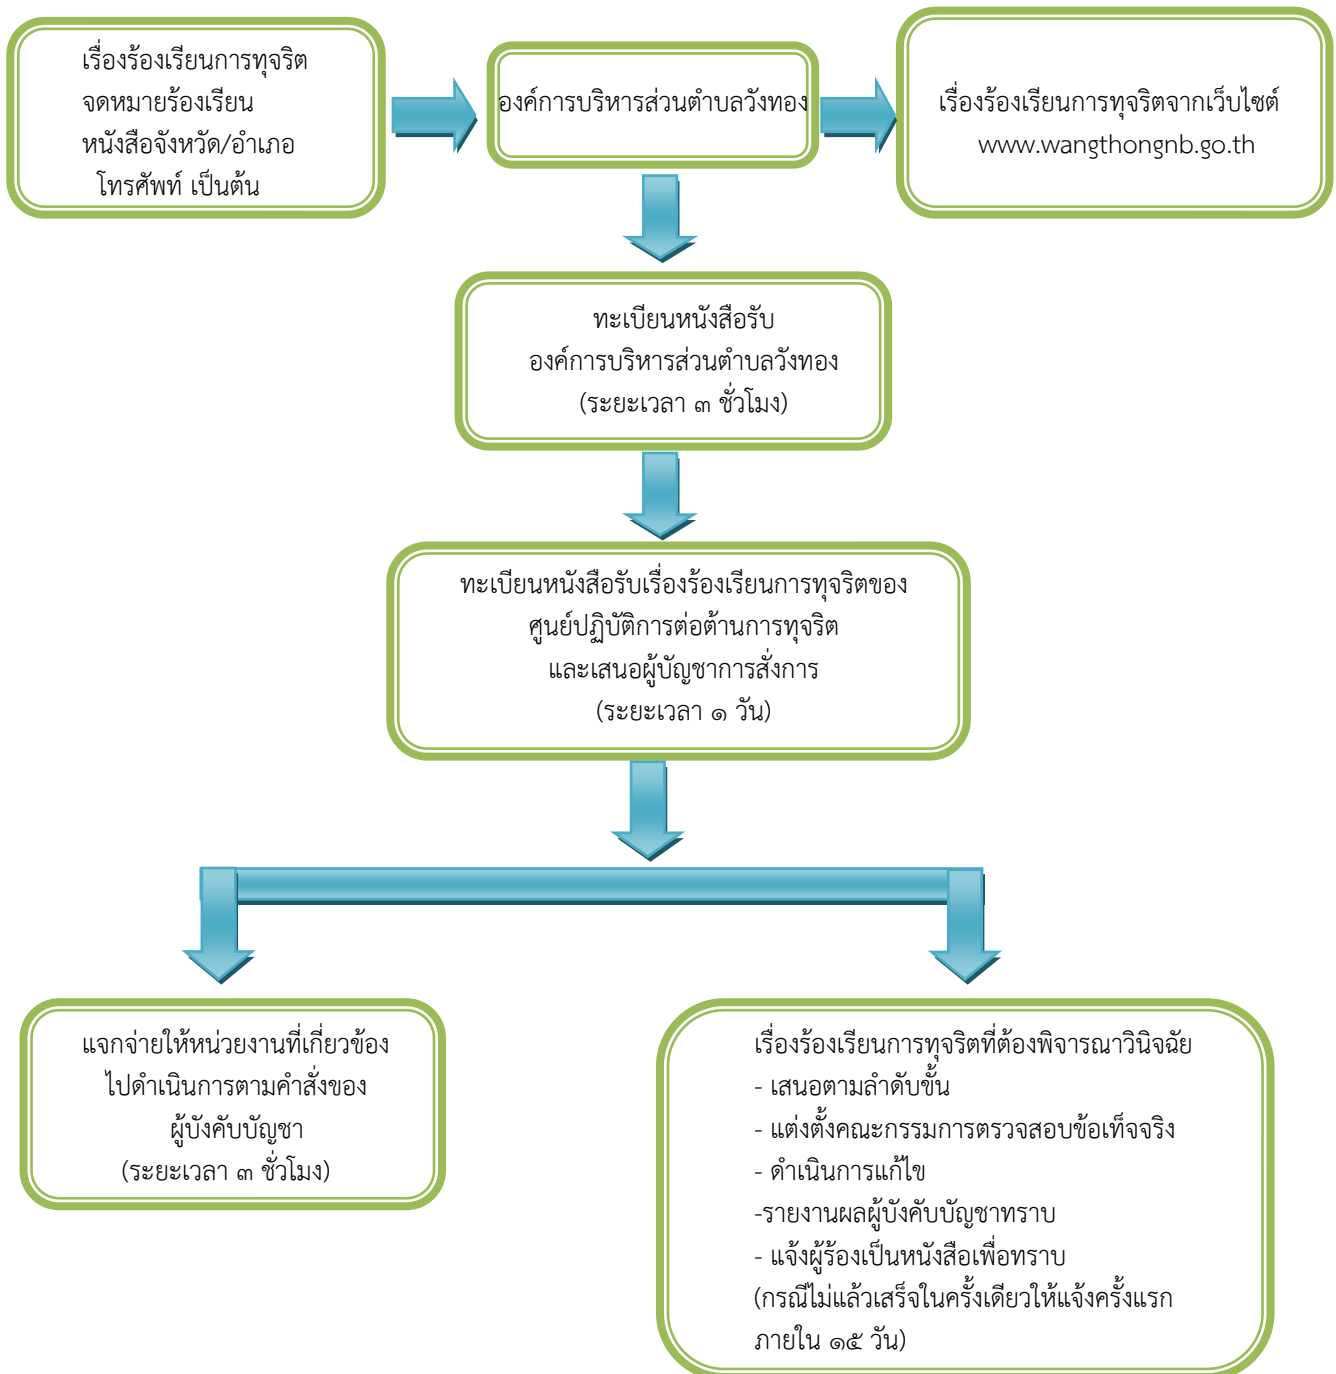 เรื่องร้องเรียนการทุจริต
จดหมายร้องเรียน
หนังสือจังหวัด/อำเภอ
โทรศัพท์ เป็นต้น
องค์การบริหารส่วนตำบลวังทอง
เรื่องร้องเรียนการทุจริตจากเว็บไซต์
www.wangthongnb.go.th
ทะเบียนหนังสือรับ
องค์การบริหารส่วนตำบลวังทอง
(ระยะเวลา ๓ ชั่วโมง)
ทะเบียนหนังสือรับเรื่องร้องเรียนการทุจริตของ
ศูนย์ปฏิบัติการต่อต้านการทุจริต
และเสนอผู้บัญชาการสั่งการ
(ระยะเวลา ๑ วัน)
แจกจ่ายให้หน่วยงานที่เกี่ยวข้อง
ไปดำเนินการตามคำสั่งของ
ผู้บังคับบัญชา
(ระยะเวลา ๓ ชั่วโมง)
เรื่องร้องเรียนการทุจริตที่ต้องพิจารณาวินิจฉัย
- เสนอตามลำดับขั้น
- แต่งตั้งคณะกรรมการตรวจสอบข้อเท็จจริง
- ดำเนินการแก้ไข
-รายงานผลผู้บังคับบัญชาทราบ
- แจ้งผู้ร้องเป็นหนังสือเพื่อทราบ
(กรณีไม่แล้วเสร็จในครั้งเดียวให้แจ้งครั้งแรก
ภายใน ๑๕ วัน)